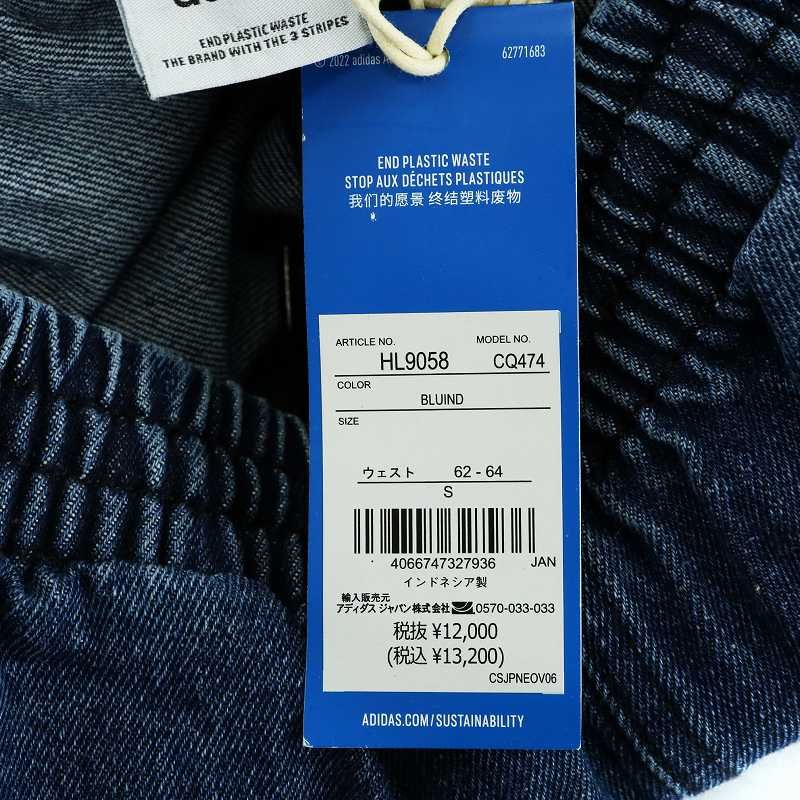 END PLASTIC WASTE
THE BRAND WITH THE 3 STRIPES
© 2022 adidas A
62771683
END PLASTIC WASTE
STOP AUX DÉCHETS PLASTIQUES
我们的愿景 终结塑料废物
ARTICLE NO. MODEL NO.
HL9058 CQ474
COLOR
BLUIND
SIZE
ウェスト 62 - 64
S
4066747327936 JAN
インドネシア製
輸入販売元
アディダス ジャパン株式会社 0570-033-033
税抜 ¥12,000
(税込 ¥13,200)
CSJPNEOV06
ADIDAS.COM/SUSTAINABILITY